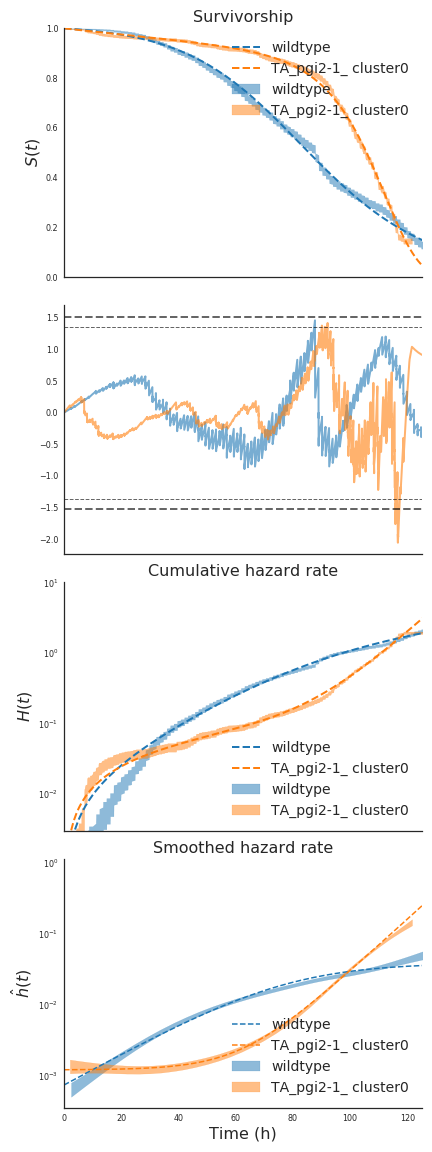 Survivorship
1.0
0.8
0.6
0.4
0.2
0.0
S(t)
wildtype
TA_pgi2-1_ cluster0
wildtype
TA_pgi2-1_ cluster0
1.5
1.0
0.5
0.0
−0.5
−1.0
−1.5
−2.0
Cumulative hazard rate
10¹
10⁰
10⁻¹
10⁻²
H(t)
wildtype
TA_pgi2-1_ cluster0
wildtype
TA_pgi2-1_ cluster0
Smoothed hazard rate
10⁰
10⁻¹
10⁻²
10⁻³
ĥ(t)
wildtype
TA_pgi2-1_ cluster0
wildtype
TA_pgi2-1_ cluster0
0 20 40 60 80 100 120
Time (h)